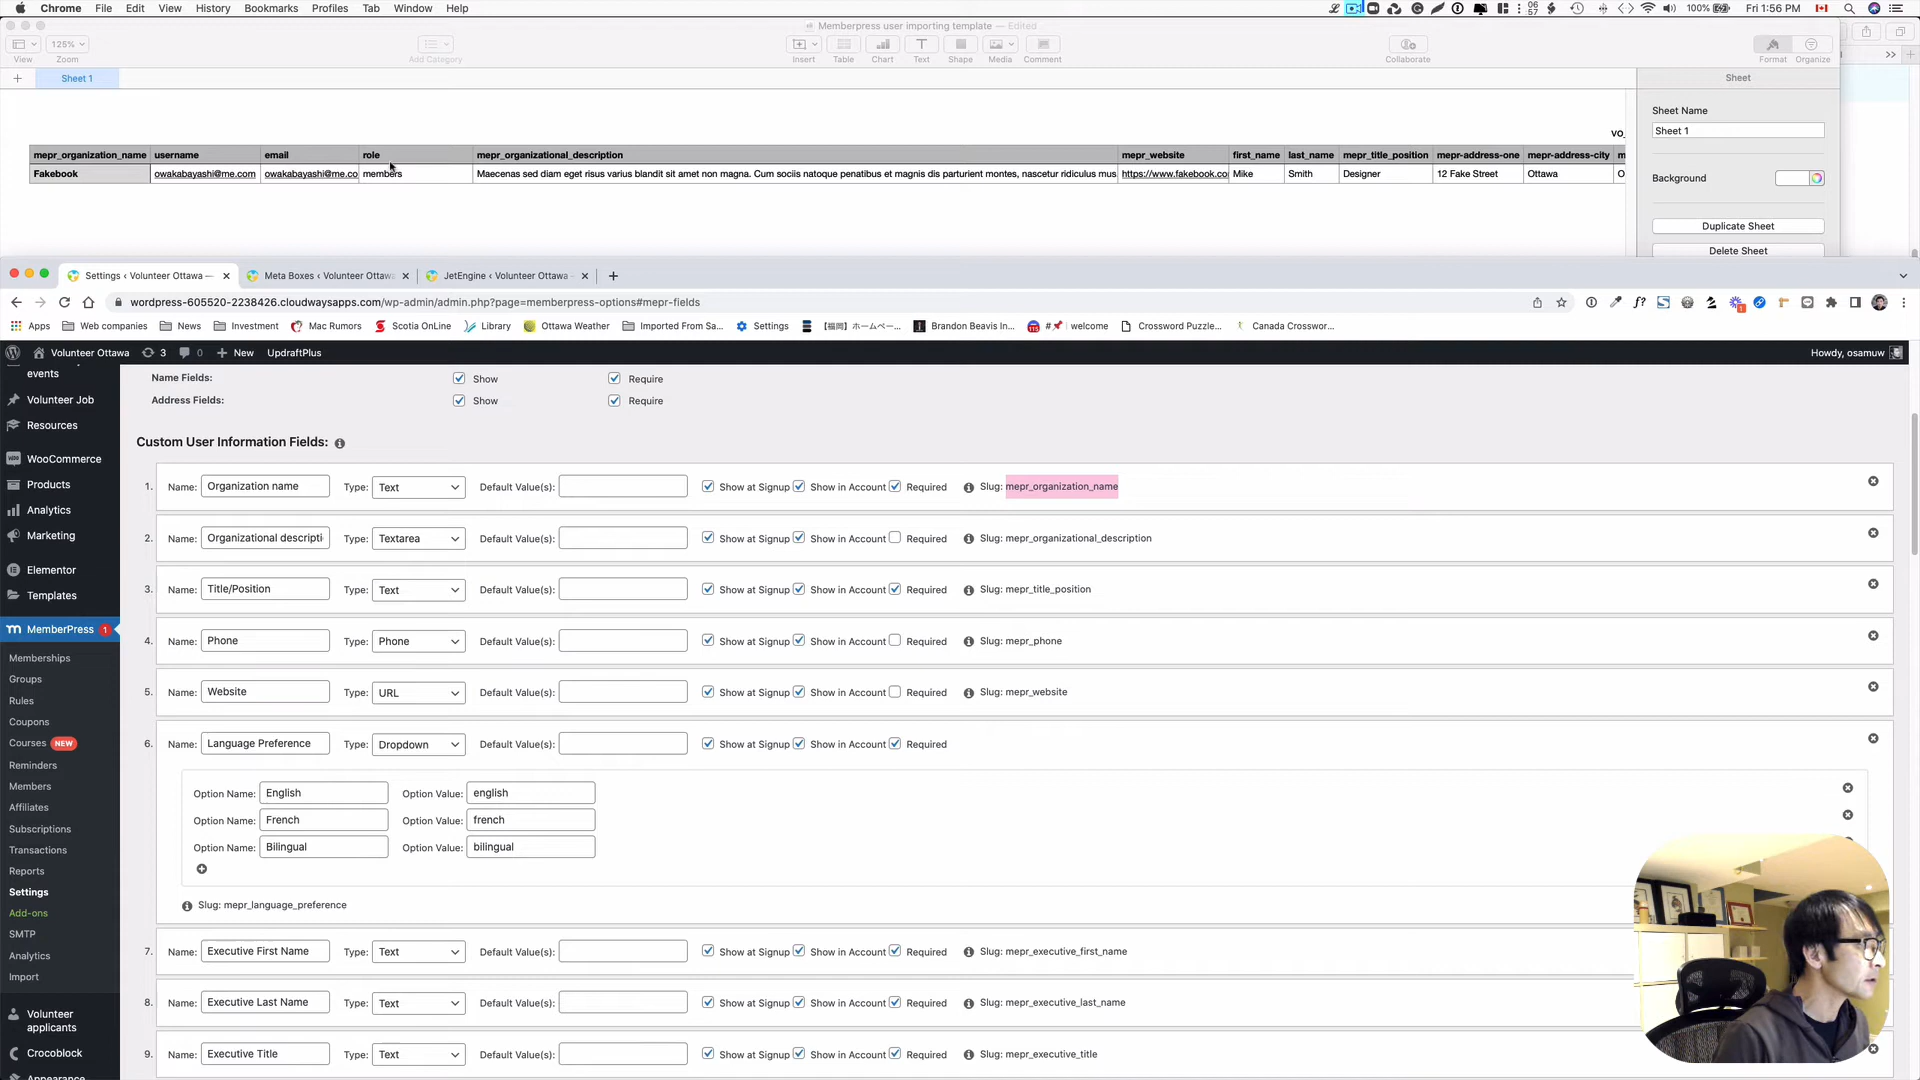 Chrome File Edit View History Bookmarks Profiles Tab Window Help 06 57 100% Fri 1:56 PM
Memberpress user importing template — Edited
125%
View Zoom Add Category Insert Table Chart Text Shape Media Comment Collaborate Format Organize
Sheet 1
Sheet
Sheet Name
Sheet 1
Background
Duplicate Sheet
Delete Sheet
VO_
mepr_organization_name username email role mepr_organizational_description mepr_website first_name last_name mepr_title_position mepr-address-one mepr-address-city m
Fakebook owakabayashi@me.com owakabayashi@me.co members Maecenas sed diam eget risus varius blandit sit amet non magna. Cum sociis natoque penatibus et magnis dis parturient montes, nascetur ridiculus mus https://www.fakebook.co Mike Smith Designer 12 Fake Street Ottawa O
Settings ‹ Volunteer Ottawa — Meta Boxes ‹ Volunteer Ottawa JetEngine ‹ Volunteer Ottawa -
wordpress-605520-2238426.cloudwaysapps.com/wp-admin/admin.php?page=memberpress-options#mepr-fields
Apps Web companies News Investment Mac Rumors Scotia OnLine Library Ottawa Weather Imported From Sa... Settings 【福岡】ホームペー... Brandon Beavis In... # welcome Crossword Puzzle... Canada Crosswor...
Volunteer Ottawa 3 0 New UpdraftPlus Howdy, osamuw
events
Volunteer Job
Resources
WooCommerce
Products
Analytics
Marketing
Elementor
Templates
MemberPress 1
Memberships
Groups
Rules
Coupons
Courses NEW
Reminders
Members
Affiliates
Subscriptions
Transactions
Reports
Settings
Add-ons
SMTP
Analytics
Import
Volunteer
applicants
Crocoblock
Appearance
Name Fields: Show Require
Address Fields: Show Require
Custom User Information Fields:
1. Name: Organization name Type: Text Default Value(s): Show at Signup Show in Account Required Slug: mepr_organization_name
2. Name: Organizational descripti Type: Textarea Default Value(s): Show at Signup Show in Account Required Slug: mepr_organizational_description
3. Name: Title/Position Type: Text Default Value(s): Show at Signup Show in Account Required Slug: mepr_title_position
4. Name: Phone Type: Phone Default Value(s): Show at Signup Show in Account Required Slug: mepr_phone
5. Name: Website Type: URL Default Value(s): Show at Signup Show in Account Required Slug: mepr_website
6. Name: Language Preference Type: Dropdown Default Value(s): Show at Signup Show in Account Required
Option Name: English Option Value: english
Option Name: French Option Value: french
Option Name: Bilingual Option Value: bilingual
Slug: mepr_language_preference
7. Name: Executive First Name Type: Text Default Value(s): Show at Signup Show in Account Required Slug: mepr_executive_first_name
8. Name: Executive Last Name Type: Text Default Value(s): Show at Signup Show in Account Required Slug: mepr_executive_last_name
9. Name: Executive Title Type: Text Default Value(s): Show at Signup Show in Account Required Slug: mepr_executive_title